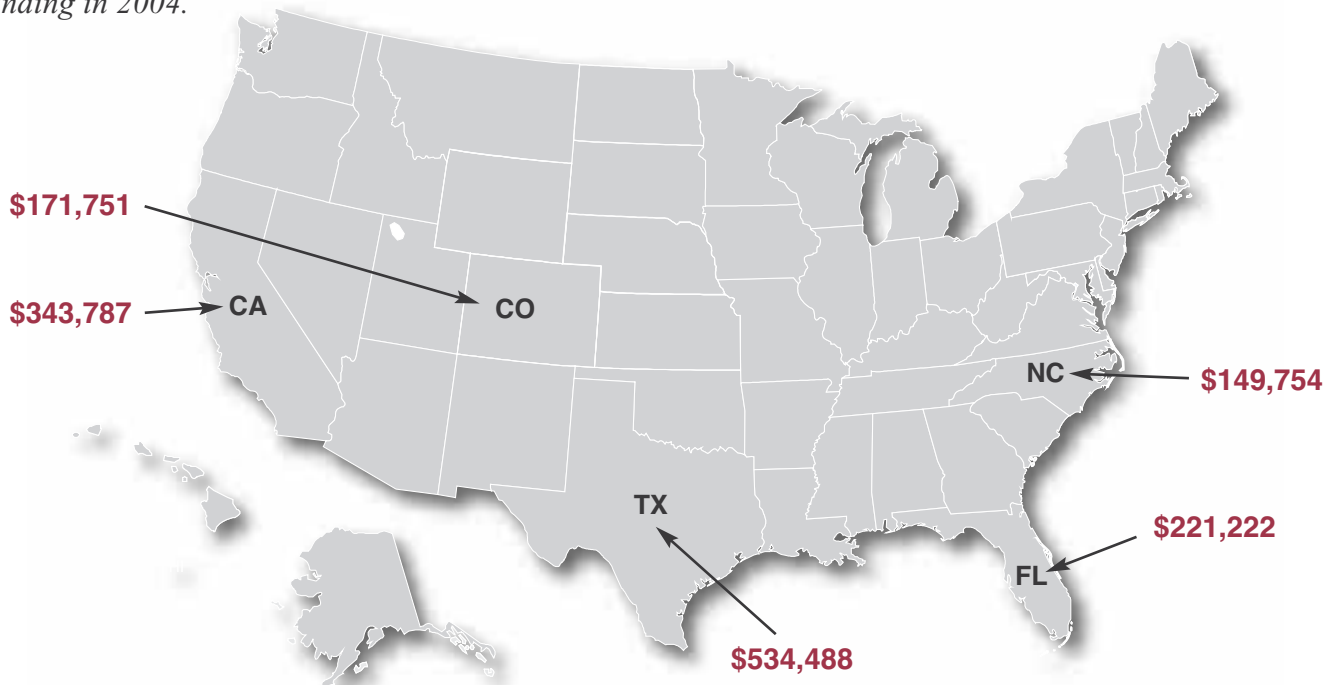 nding in 2004.
$171,751
$343,787
CA
CO
NC
$149,754
TX
$221,222
FL
$534,488